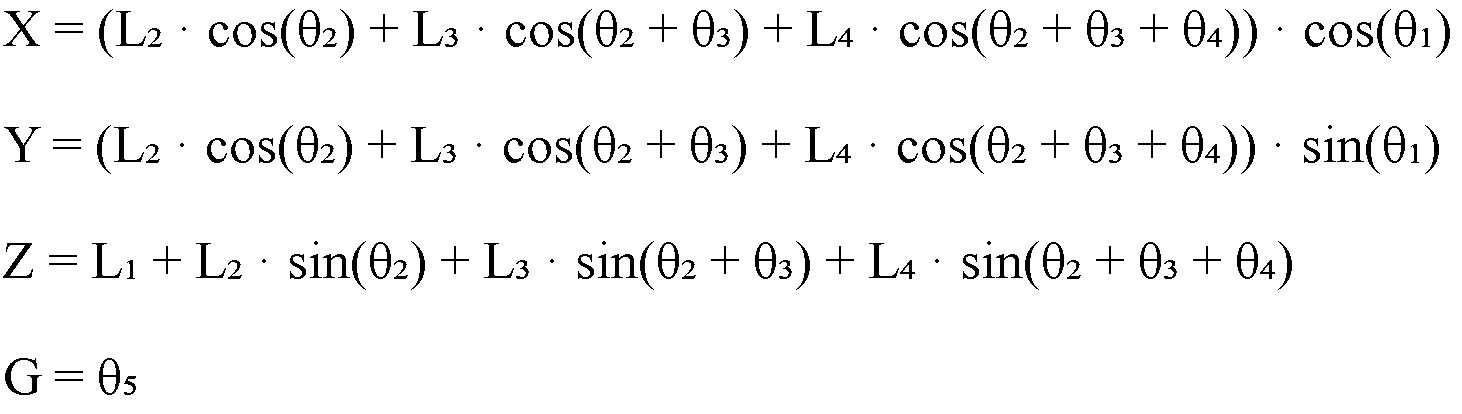 X = (L₂ · cos(θ₂) + L₃ · cos(θ₂ + θ₃) + L₄ · cos(θ₂ + θ₃ + θ₄)) · cos(θ₁)
Y = (L₂ · cos(θ₂) + L₃ · cos(θ₂ + θ₃) + L₄ · cos(θ₂ + θ₃ + θ₄)) · sin(θ₁)
Z = L₁ + L₂ · sin(θ₂) + L₃ · sin(θ₂ + θ₃) + L₄ · sin(θ₂ + θ₃ + θ₄)
G = θ₅